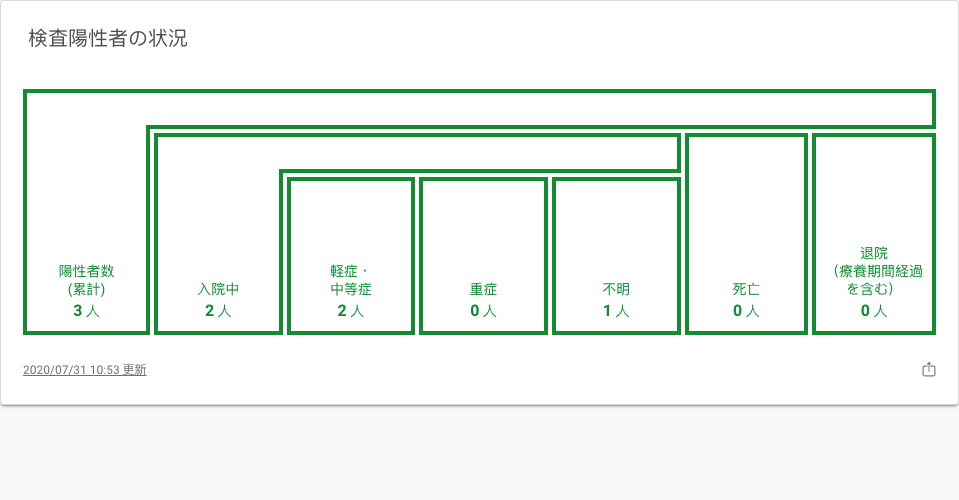 検査陽性者の状況
陽性者数
(累計)
3 人
入院中
2 人
軽症・
中等症
2 人
重症
0 人
不明
1 人
死亡
0 人
退院
（療養期間経過
を含む）
0 人
2020/07/31 10:53 更新